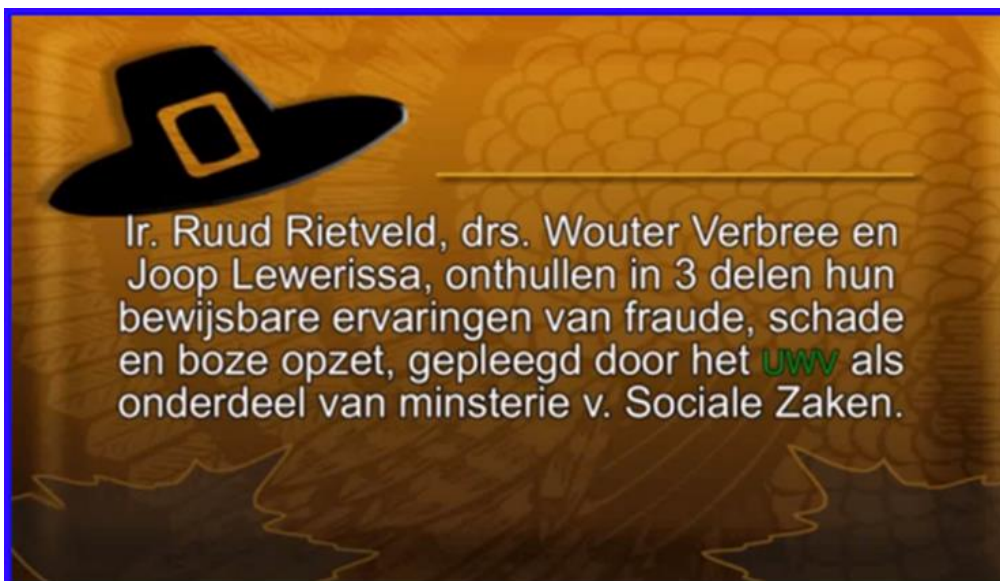 Ir. Ruud Rietveld, drs. Wouter Verbree en
Joop Lewerissa, onthullen in 3 delen hun
bewijsbare ervaringen van fraude, schade
en boze opzet, gepleegd door het UWV als
onderdeel van minsterie v. Sociale Zaken.